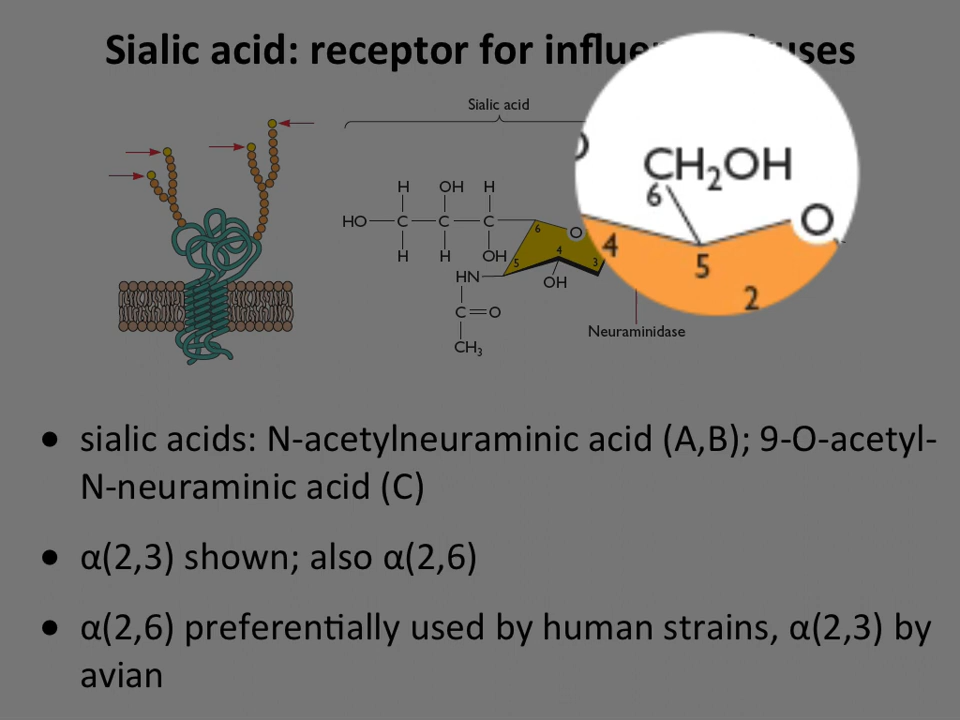 Sialic acid: receptor for influe uses
Sialic acid
H OH H
HO C C C
H H OH
6 O
5 4 3
HN OH
C=O
CH3
Neuraminidase
CH2OH
6
O
4
5
2
• sialic acids: N-acetylneuraminic acid (A,B); 9-O-acetyl-
N-neuraminic acid (C)
• α(2,3) shown; also α(2,6)
• α(2,6) preferentially used by human strains, α(2,3) by
avian